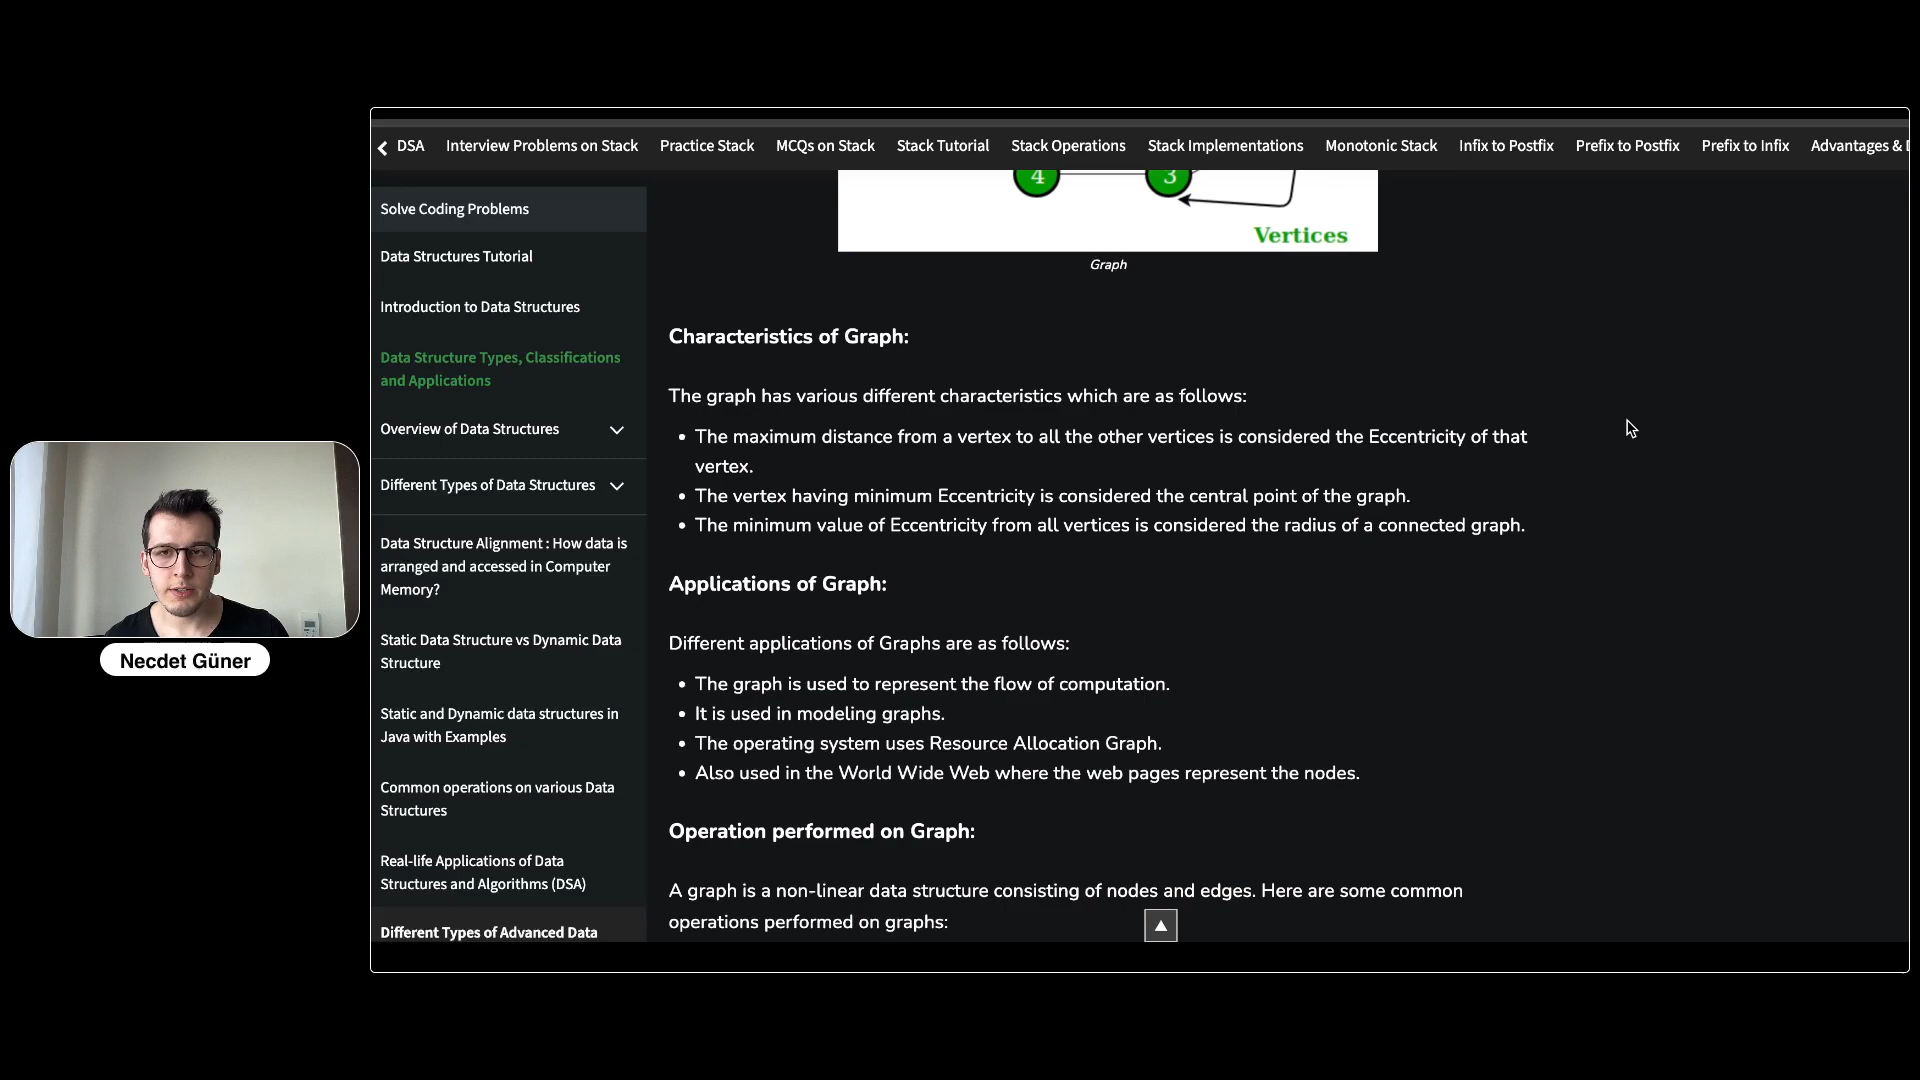 DSA Interview Problems on Stack Practice Stack MCQs on Stack Stack Tutorial Stack Operations Stack Implementations Monotonic Stack Infix to Postfix Prefix to Postfix Prefix to Infix Advantages &
Solve Coding Problems
Data Structures Tutorial
Introduction to Data Structures
Data Structure Types, Classifications
and Applications
Overview of Data Structures
Different Types of Data Structures
Data Structure Alignment : How data is
arranged and accessed in Computer
Memory?
Static Data Structure vs Dynamic Data
Structure
Static and Dynamic data structures in
Java with Examples
Common operations on various Data
Structures
Real-life Applications of Data
Structures and Algorithms (DSA)
Different Types of Advanced Data
4
3
Vertices
Graph
Characteristics of Graph:
The graph has various different characteristics which are as follows:
• The maximum distance from a vertex to all the other vertices is considered the Eccentricity of that
vertex.
• The vertex having minimum Eccentricity is considered the central point of the graph.
• The minimum value of Eccentricity from all vertices is considered the radius of a connected graph.
Applications of Graph:
Different applications of Graphs are as follows:
• The graph is used to represent the flow of computation.
• It is used in modeling graphs.
• The operating system uses Resource Allocation Graph.
• Also used in the World Wide Web where the web pages represent the nodes.
Operation performed on Graph:
A graph is a non-linear data structure consisting of nodes and edges. Here are some common
operations performed on graphs:
Necdet Güner